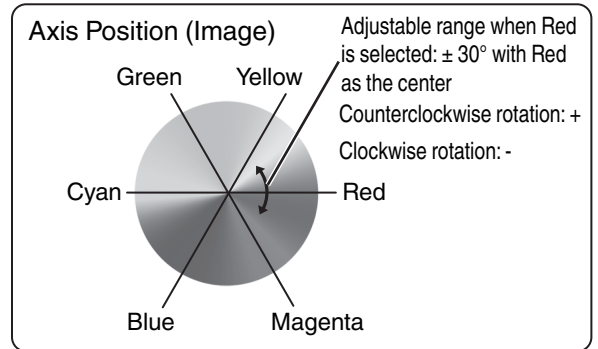 Axis Position (Image)
Adjustable range when Red
is selected: ± 30° with Red
as the center
Counterclockwise rotation: +
Clockwise rotation: -
Green
Yellow
Cyan
Red
Blue
Magenta